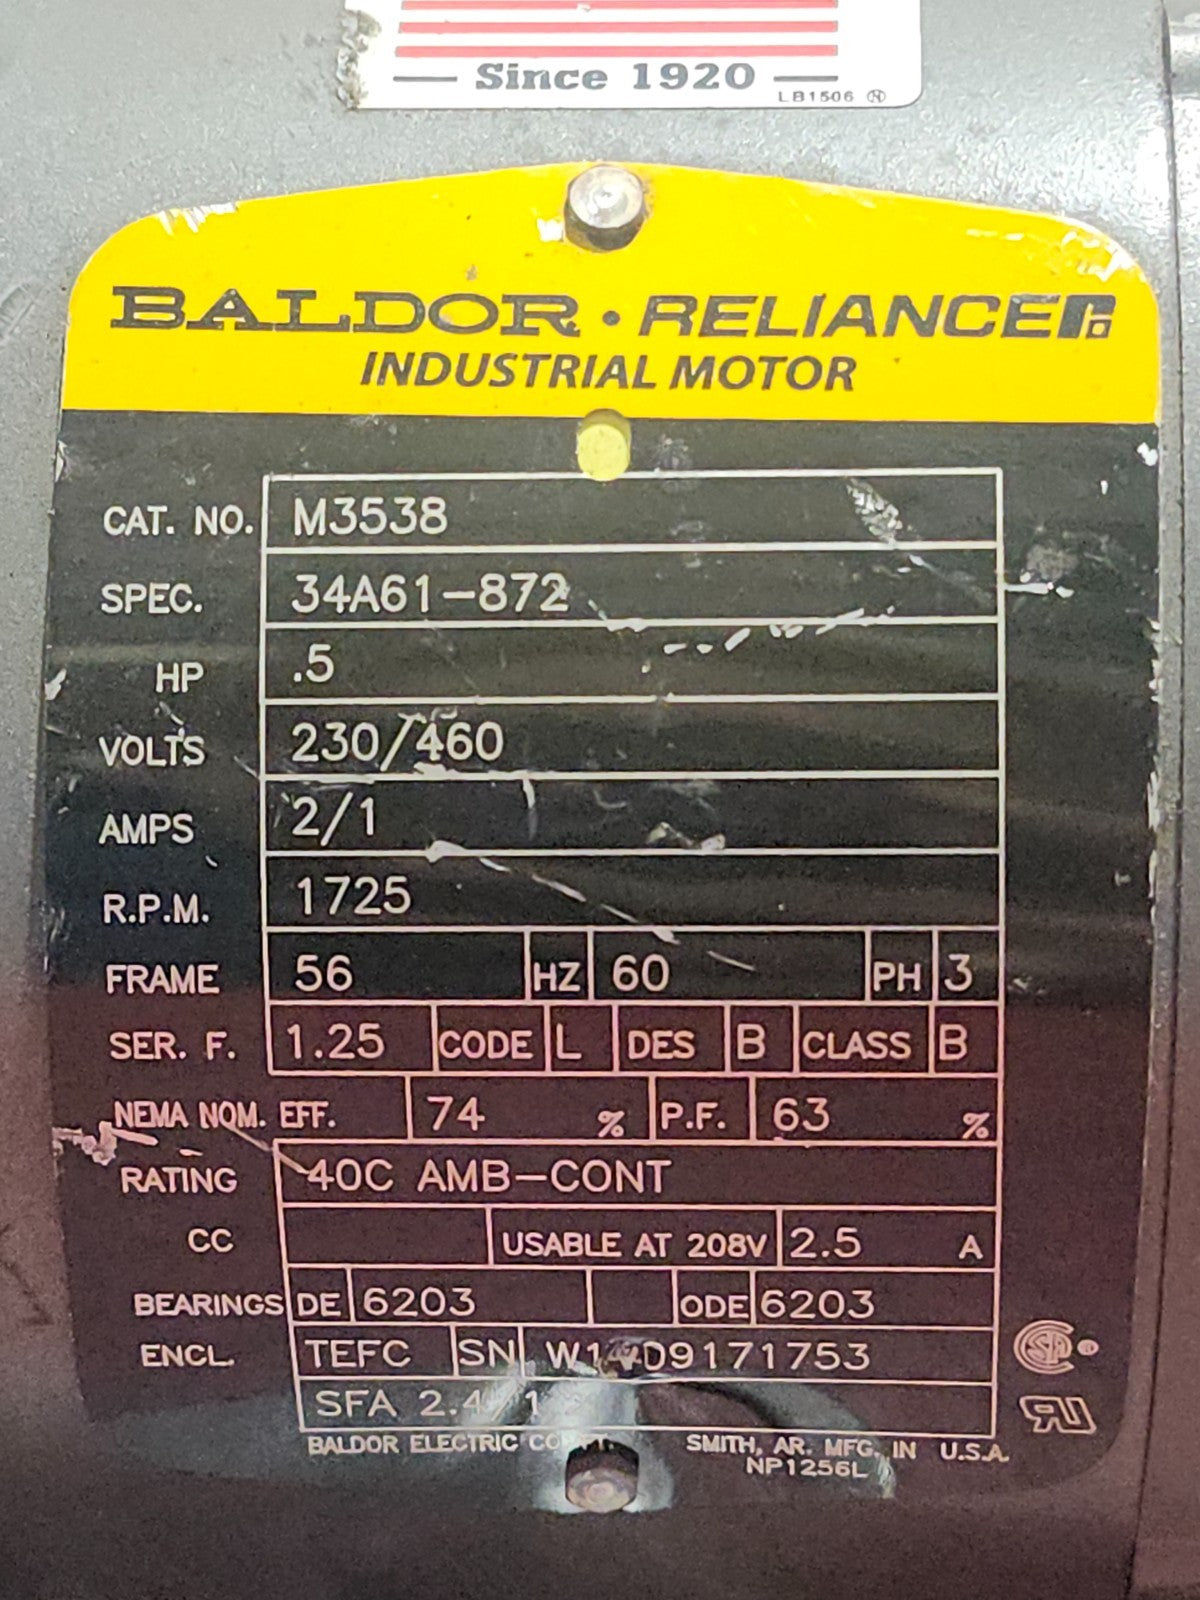 Since 1920
LB1506
BALDOR • RELIANCE
INDUSTRIAL MOTOR
CAT. NO. M3538
SPEC. 34A61-872
HP .5
VOLTS 230/460
AMPS 2/1
R.P.M. 1725
FRAME 56 HZ 60 PH 3
SER. F. 1.25 CODE L DES B CLASS B
NEMA NOM. EFF. 74 % P.F. 63 %
RATING 40C AMB-CONT
CC USABLE AT 208V 2.5 A
BEARINGS DE 6203 ODE 6203
ENCL. TEFC SN
SFA
BALDOR ELECTRIC SMITH, AR. MFG. IN U.S.A.
NP1256L